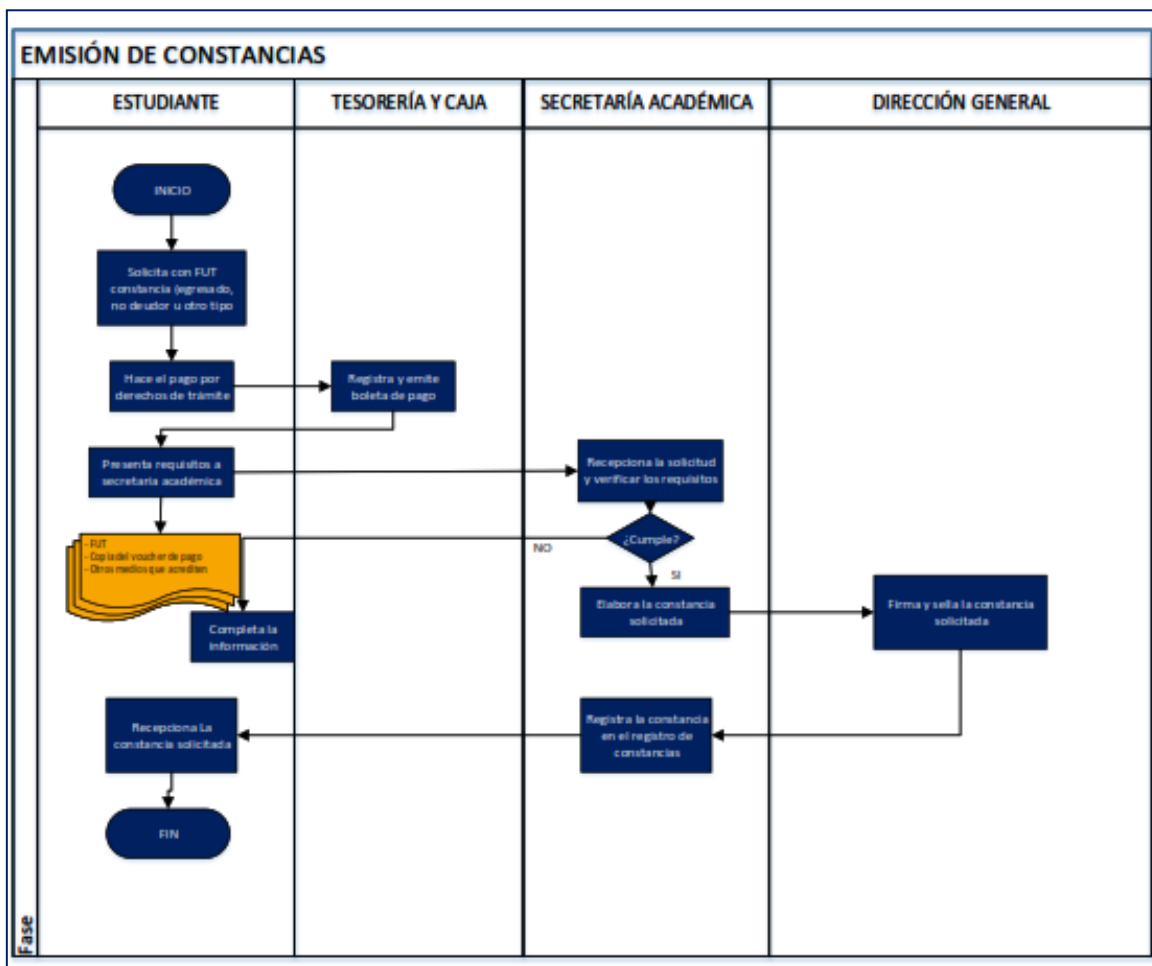 EMISIÓN DE CONSTANCIAS
ESTUDIANTE
TESORERÍA Y CAJA
SECRETARÍA ACADÉMICA
DIRECCIÓN GENERAL
INICIO
Solicita con FUT
constancia (egresado,
no deudor u otro tipo
Hace el pago por
derechos de trámite
Registra y emite
boleta de pago
Presenta requisitos a
secretaría académica
Recepciona la solicitud
y verificar los requisitos
- FUT
- Copia del voucher de pago
- Otros medios que acrediten
¿Cumple?
NO
SI
Completa la
información
Elabora la constancia
solicitada
Firma y sella la constancia
solicitada
Recepciona La
constancia solicitada
Registra la constancia
en el registro de
constancias
FIN
Fase